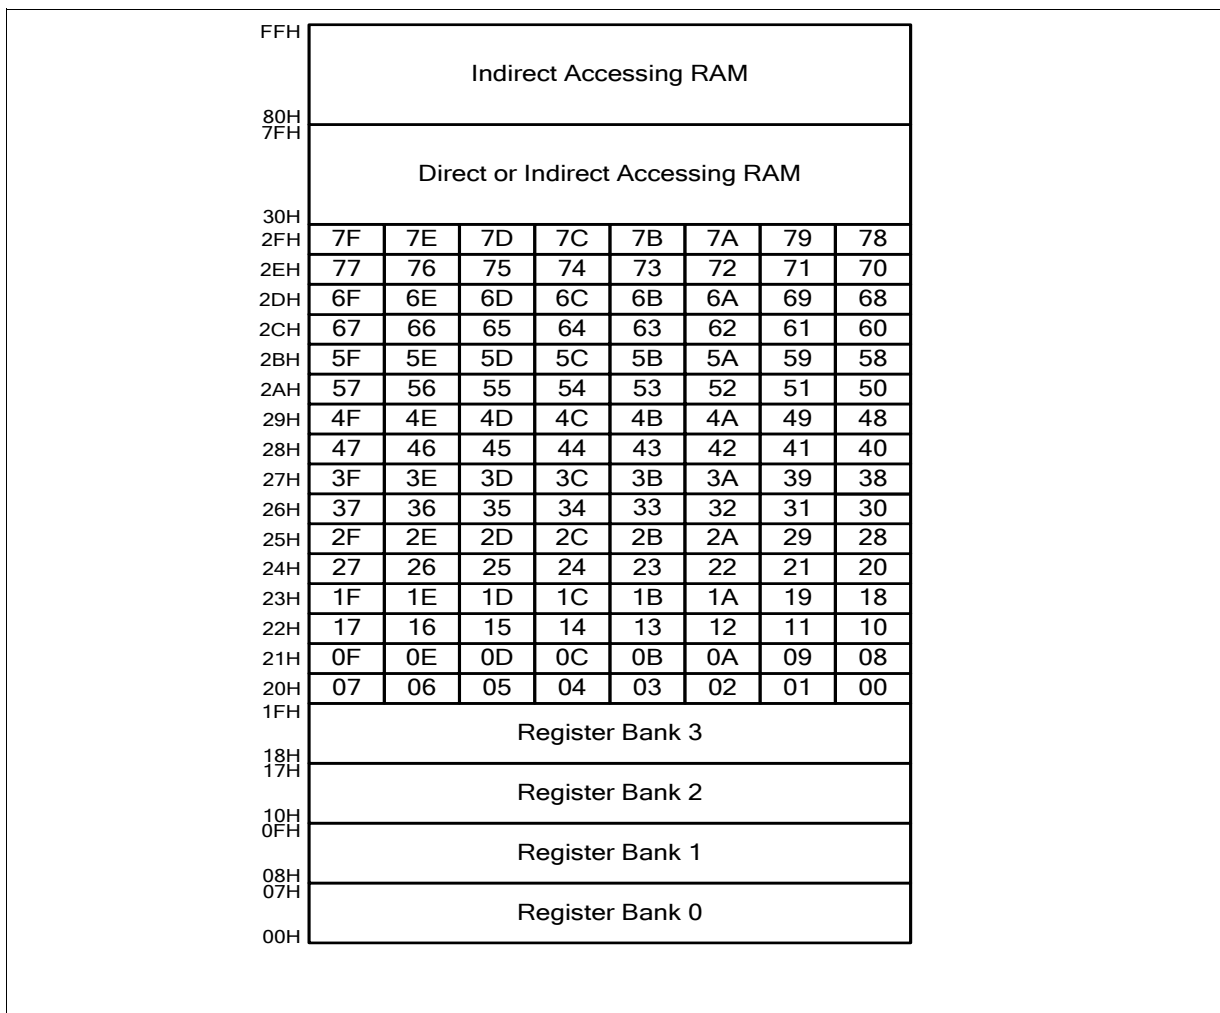 FFH
Indirect Accessing RAM
80H
7FH
Direct or Indirect Accessing RAM
30H
2FH 7F 7E 7D 7C 7B 7A 79 78
2EH 77 76 75 74 73 72 71 70
2DH 6F 6E 6D 6C 6B 6A 69 68
2CH 67 66 65 64 63 62 61 60
2BH 5F 5E 5D 5C 5B 5A 59 58
2AH 57 56 55 54 53 52 51 50
29H 4F 4E 4D 4C 4B 4A 49 48
28H 47 46 45 44 43 42 41 40
27H 3F 3E 3D 3C 3B 3A 39 38
26H 37 36 35 34 33 32 31 30
25H 2F 2E 2D 2C 2B 2A 29 28
24H 27 26 25 24 23 22 21 20
23H 1F 1E 1D 1C 1B 1A 19 18
22H 17 16 15 14 13 12 11 10
21H 0F 0E 0D 0C 0B 0A 09 08
20H 07 06 05 04 03 02 01 00
1FH
Register Bank 3
18H
17H
Register Bank 2
10H
0FH
Register Bank 1
08H
07H
Register Bank 0
00H